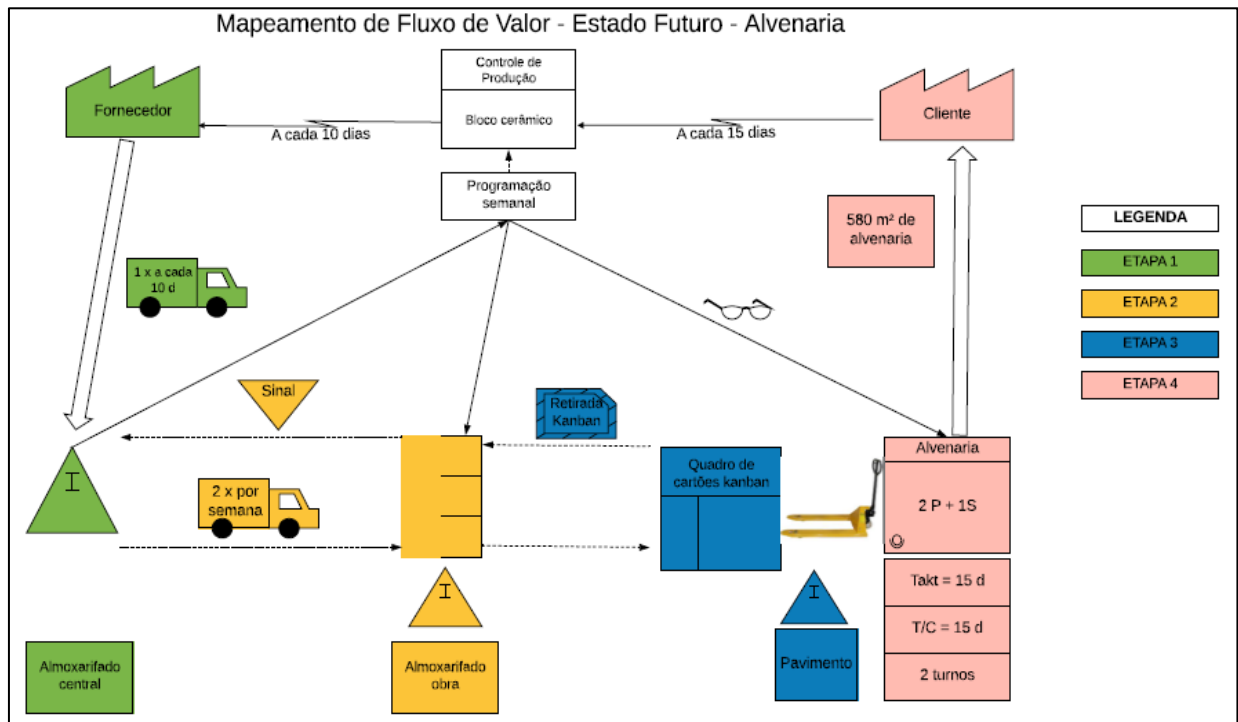 Mapeamento de Fluxo de Valor - Estado Futuro - Alvenaria
Controle de
Produção
Bloco cerâmico
Fornecedor
A cada 10 dias
A cada 15 dias
Cliente
Programação
semanal
580 m² de
alvenaria
LEGENDA
ETAPA 1
ETAPA 2
ETAPA 3
ETAPA 4
1 x a cada
10 d
Sinal
Retirada
Kanban
I
2 x por
semana
Quadro de
cartões kanban
Alvenaria
2 P + 1S
I
I
Takt = 15 d
T/C = 15 d
2 turnos
Almoxarifado
central
Almoxarifado
obra
Pavimento